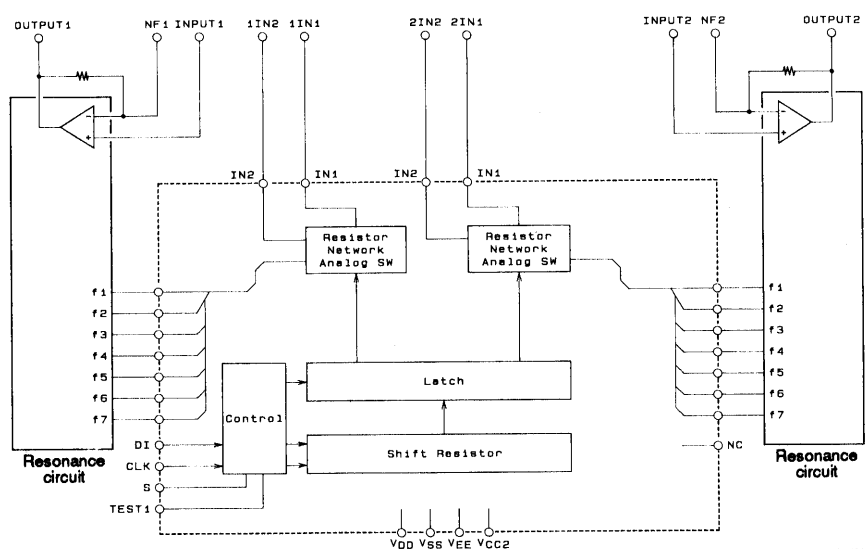 OUTPUT1 NF1 INPUT1 1IN2 1IN1 2IN2 2IN1 INPUT2 NF2 OUTPUT2
- +
- +
IN2 IN1 IN2 IN1
Resistor
Network
Analog SW
Resistor
Network
Analog SW
f1 f1
f2 f2
f3 f3
f4 f4
f5 f5
f6 f6
f7 f7
Latch
Control
Shift Resistor
DI
CLK
S
TEST1
NC
Resonance
circuit
Resonance
circuit
VDD VSS VEE VCC2